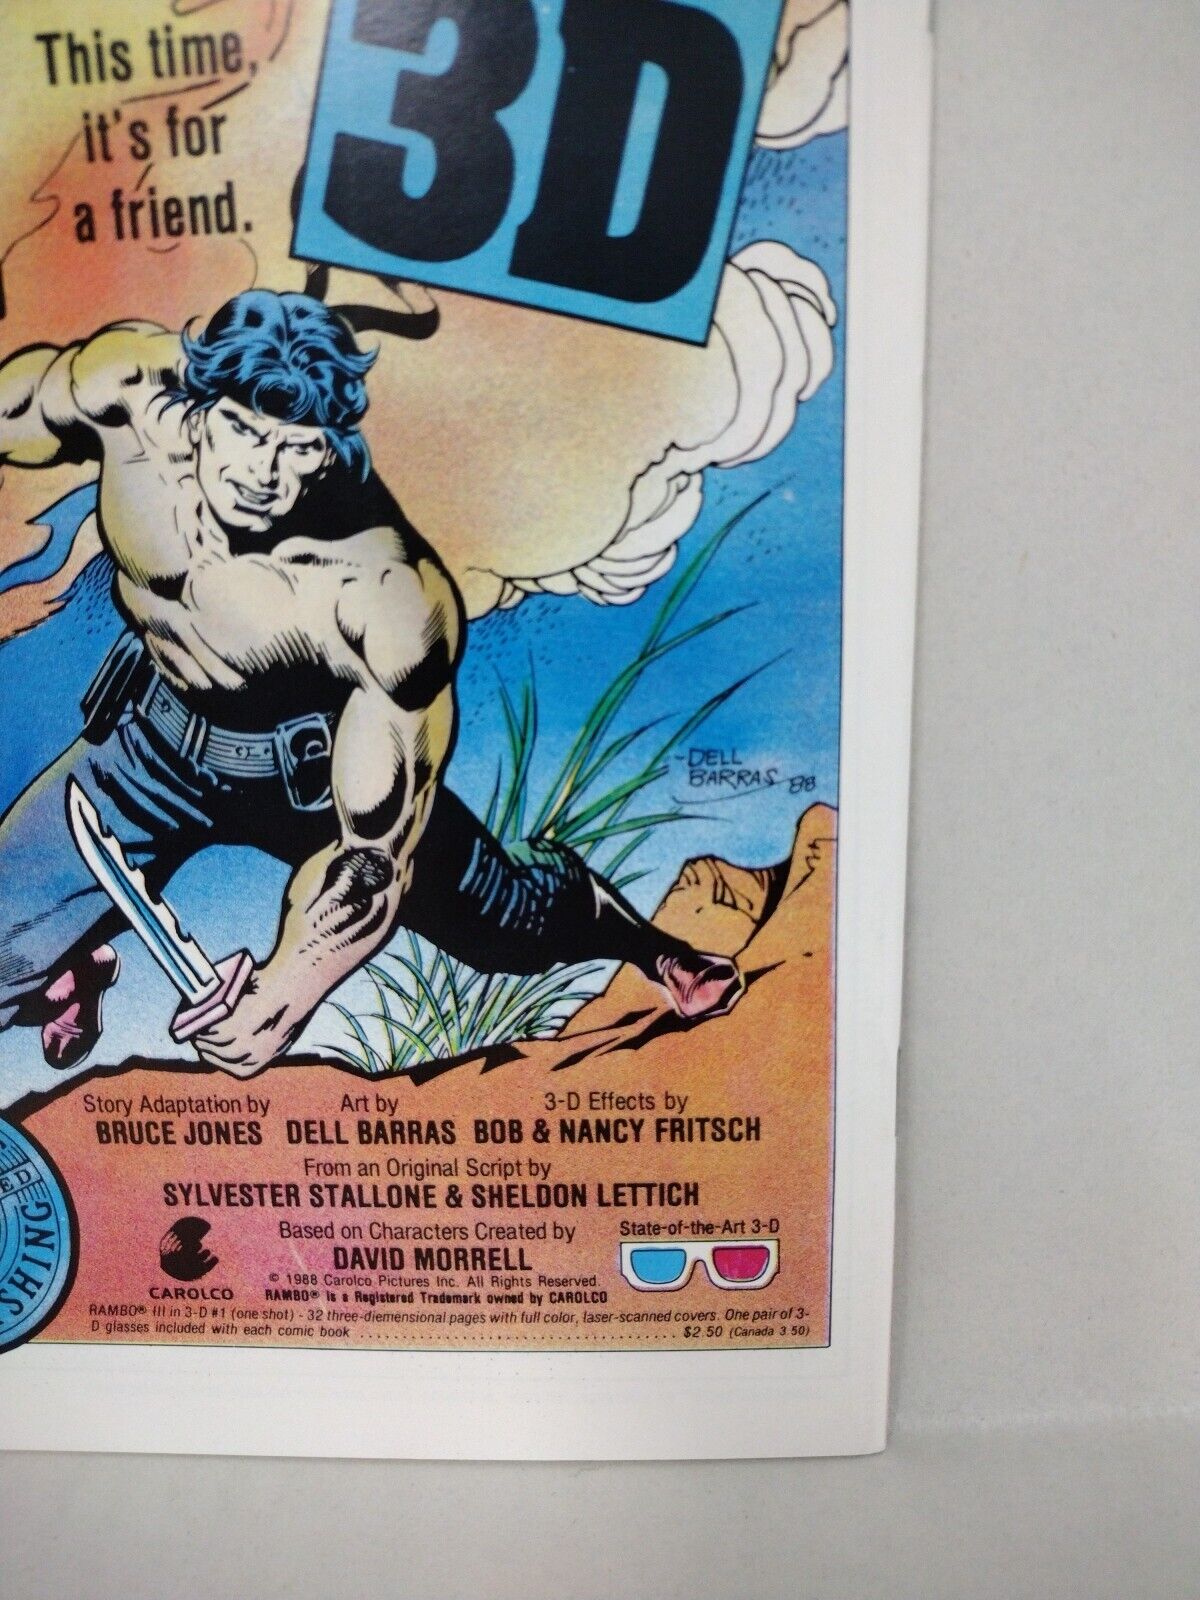 This time,
it's for
a friend.
3D
-DELL
BARRAS 88
Story Adaptation by
BRUCE JONES
Art by
DELL BARRAS
3-D Effects by
BOB & NANCY FRITSCH
From an Original Script by
SYLVESTER STALLONE & SHELDON LETTICH
Based on Characters Created by
DAVID MORRELL
© 1988 Carolco Pictures Inc. All Rights Reserved.
RAMBO® is a Registered Trademark owned by CAROLCO
CAROLCO
State-of-the-Art 3-D
SHING
RAMBO® III in 3-D #1 (one shot) - 32 three-diemensional pages with full color, laser-scanned covers. One pair of 3-
D glasses included with each comic book ........................................ $2.50 (Canada 3.50)